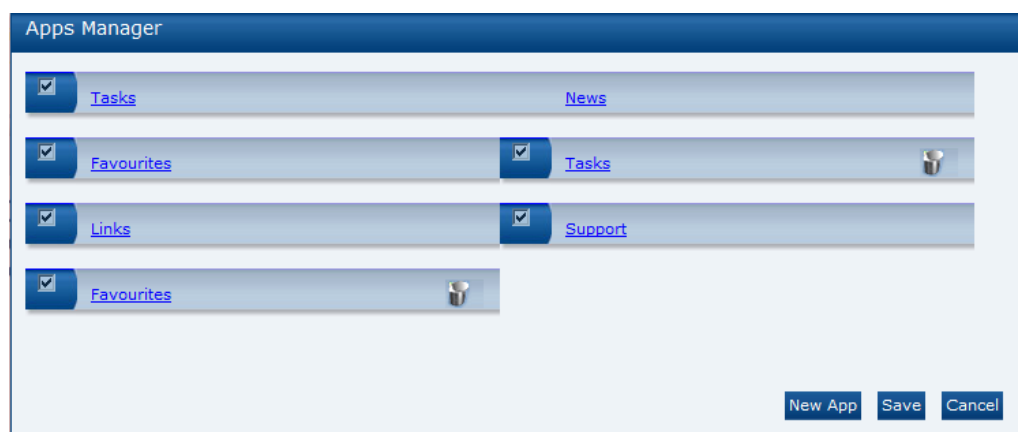 Apps Manager
Tasks News
Favourites Tasks
Links Support
Favourites
New App Save Cancel